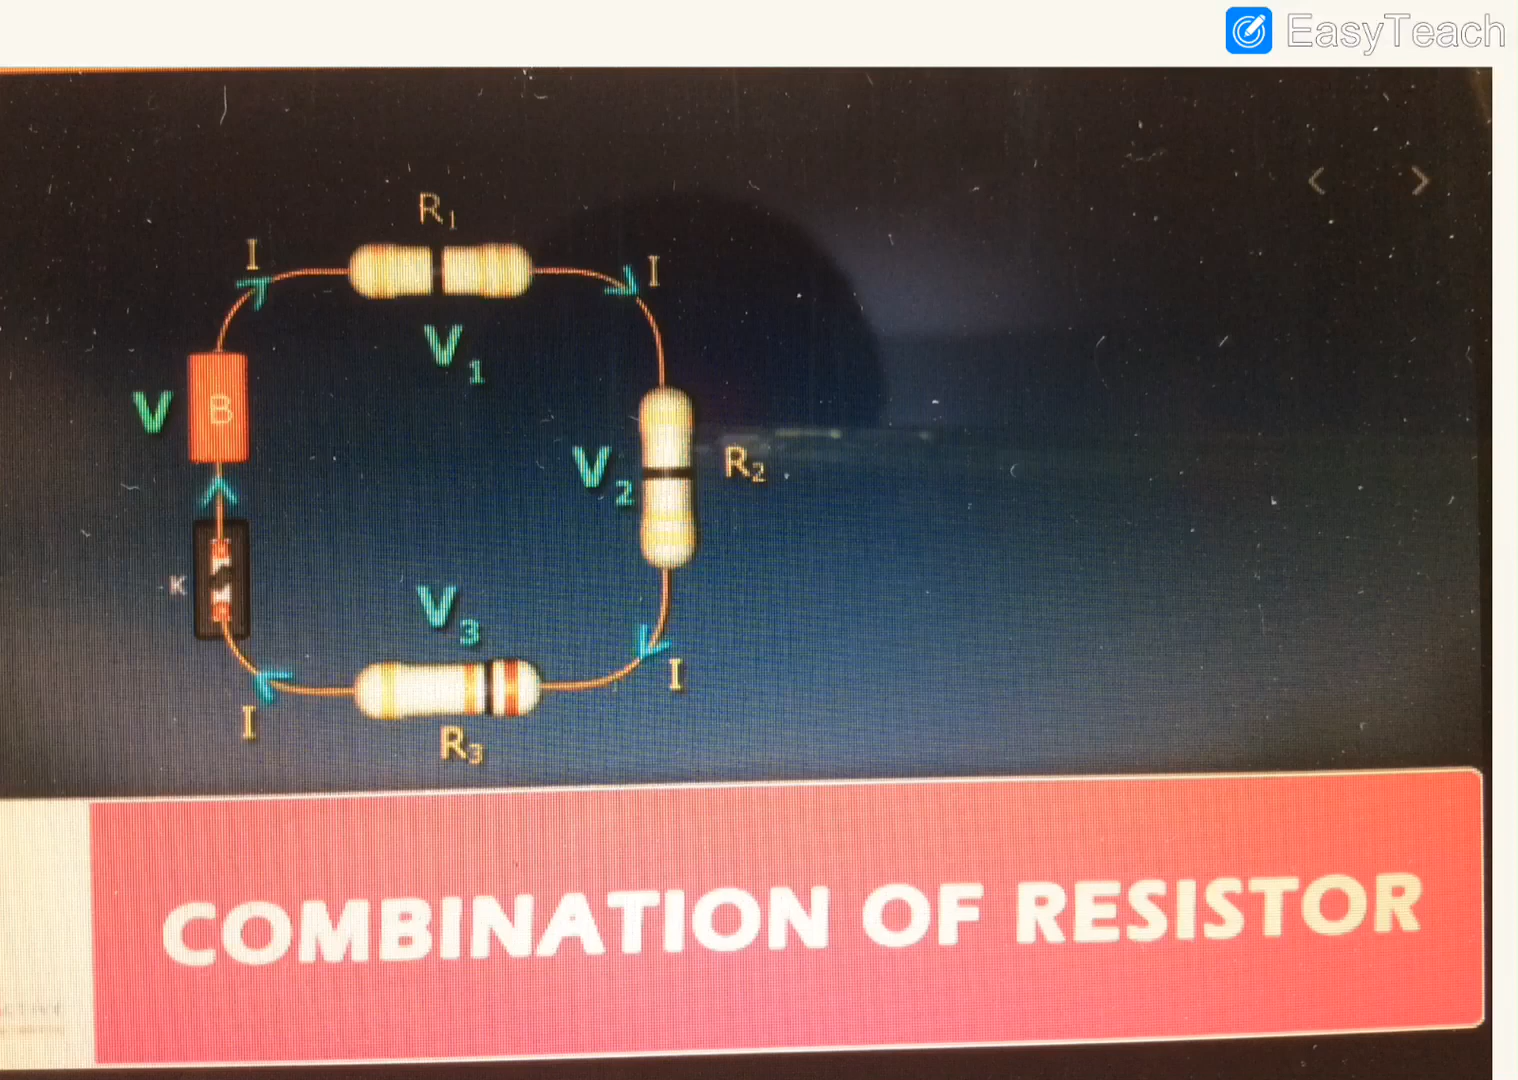 EasyTeach
R1
I
I
V1
V
B
V2
R2
K
V3
I
I
R3
COMBINATION OF RESISTOR